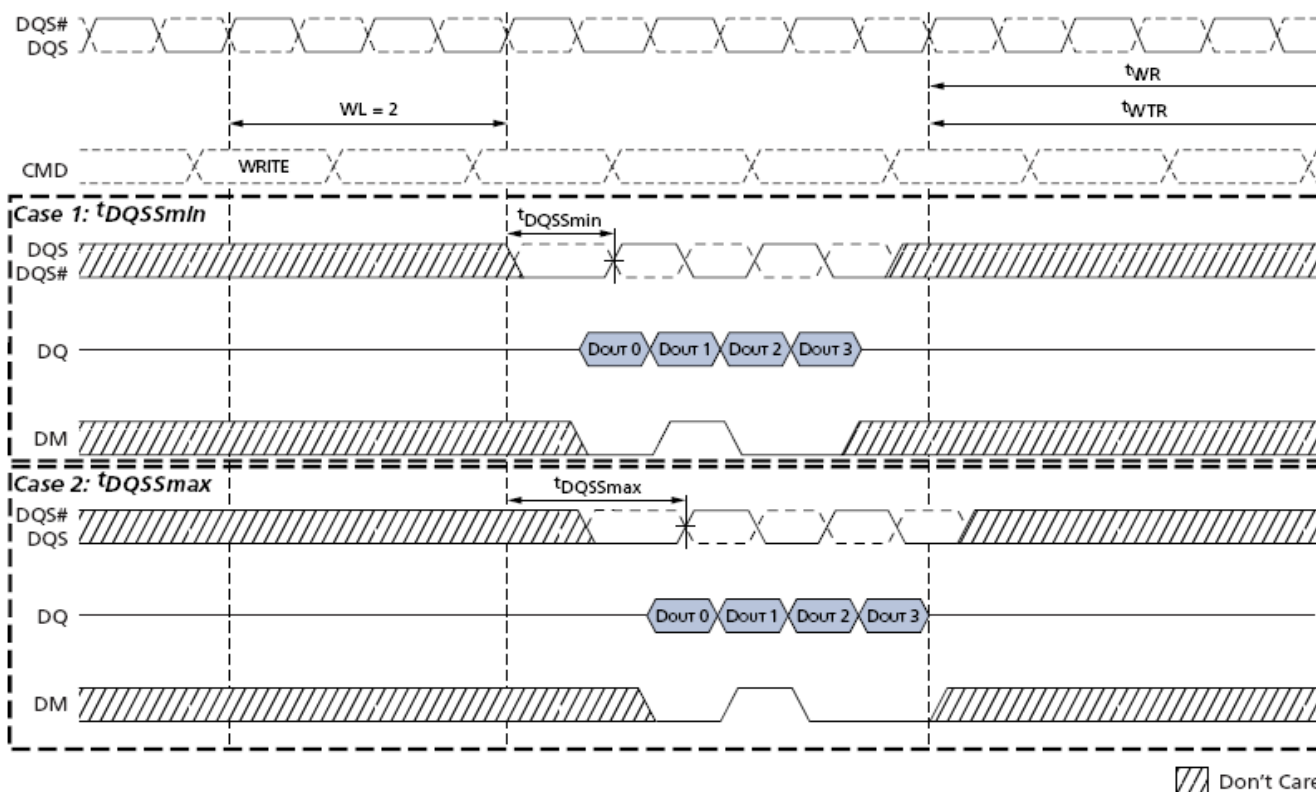 DQS#
DQS
tWR
WL = 2
tWTR
CMD WRITE
Case 1: tDQSSmin
tDQSSmin
DQS
DQS#
DQ DOUT 0 DOUT 1 DOUT 2 DOUT 3
DM
Case 2: tDQSSmax
tDQSSmax
DQS#
DQS
DQ DOUT 0 DOUT 1 DOUT 2 DOUT 3
DM
Don't Care